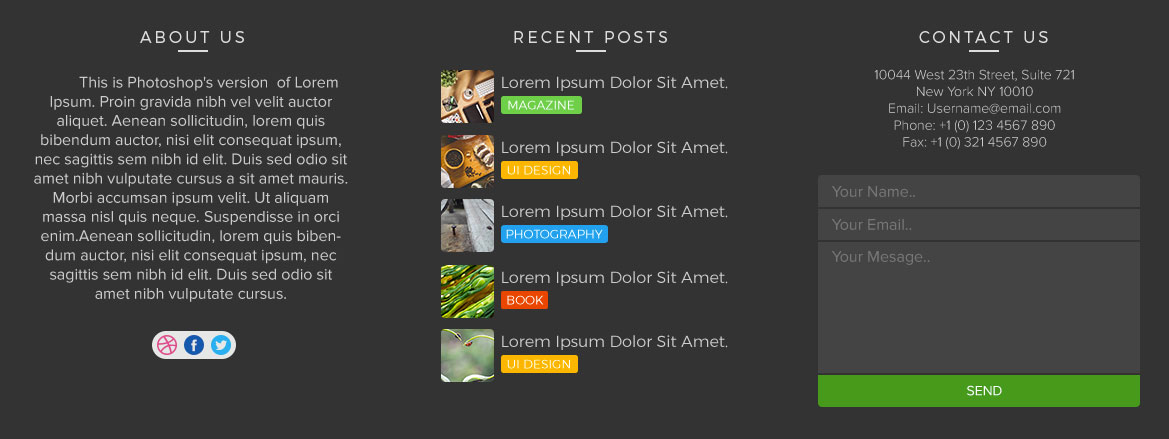 ABOUT US
This is Photoshop's version of Lorem
Ipsum. Proin gravida nibh vel velit auctor
aliquet. Aenean sollicitudin, lorem quis
bibendum auctor, nisi elit consequat ipsum,
nec sagittis sem nibh id elit. Duis sed odio sit
amet nibh vulputate cursus a sit amet mauris.
Morbi accumsan ipsum velit. Ut aliquam
massa nisl quis neque. Suspendisse in orci
enim.Aenean sollicitudin, lorem quis biben-
dum auctor, nisi elit consequat ipsum, nec
sagittis sem nibh id elit. Duis sed odio sit
amet nibh vulputate cursus.
RECENT POSTS
Lorem Ipsum Dolor Sit Amet.
MAGAZINE
Lorem Ipsum Dolor Sit Amet.
UI DESIGN
Lorem Ipsum Dolor Sit Amet.
PHOTOGRAPHY
Lorem Ipsum Dolor Sit Amet.
BOOK
Lorem Ipsum Dolor Sit Amet.
UI DESIGN
CONTACT US
10044 West 23th Street, Suite 721
New York NY 10010
Email: Username@email.com
Phone: +1 (0) 123 4567 890
Fax: +1 (0) 321 4567 890
Your Name..
Your Email..
Your Mesage..
SEND